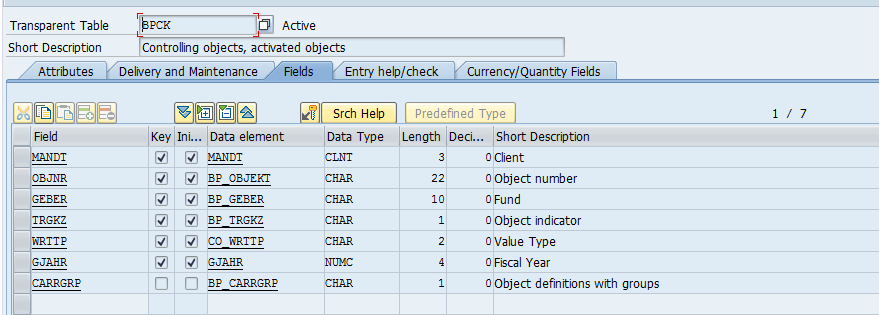 Transparent Table BPCK Active
Short Description Controlling objects, activated objects
Attributes Delivery and Maintenance Fields Entry help/check Currency/Quantity Fields
Srch Help Predefined Type 1 / 7
Field Key Ini... Data element Data Type Length Deci... Short Description
MANDT MANDT CLNT 3 0 Client
OBJNR BP_OBJEKT CHAR 22 0 Object number
GEBER BP_GEBER CHAR 10 0 Fund
TRGKZ BP_TRGKZ CHAR 1 0 Object indicator
WRTTP CO_WRTTP CHAR 2 0 Value Type
GJAHR GJAHR NUMC 4 0 Fiscal Year
CARRGRP BP_CARRGRP CHAR 1 0 Object definitions with groups